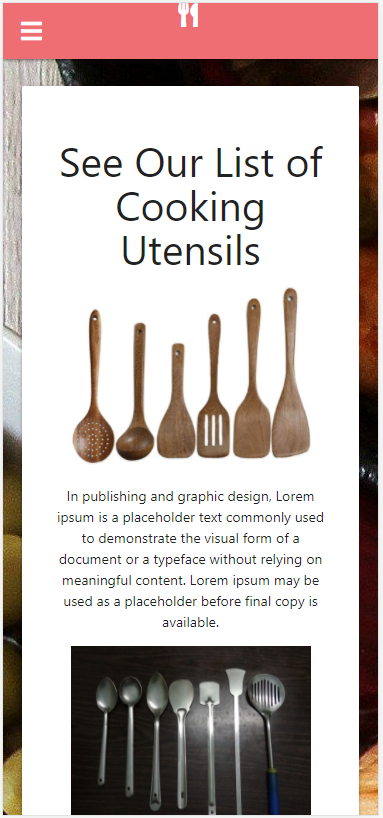 See Our List of
Cooking
Utensils
In publishing and graphic design, Lorem
ipsum is a placeholder text commonly used
to demonstrate the visual form of a
document or a typeface without relying on
meaningful content. Lorem ipsum may be
used as a placeholder before final copy is
available.